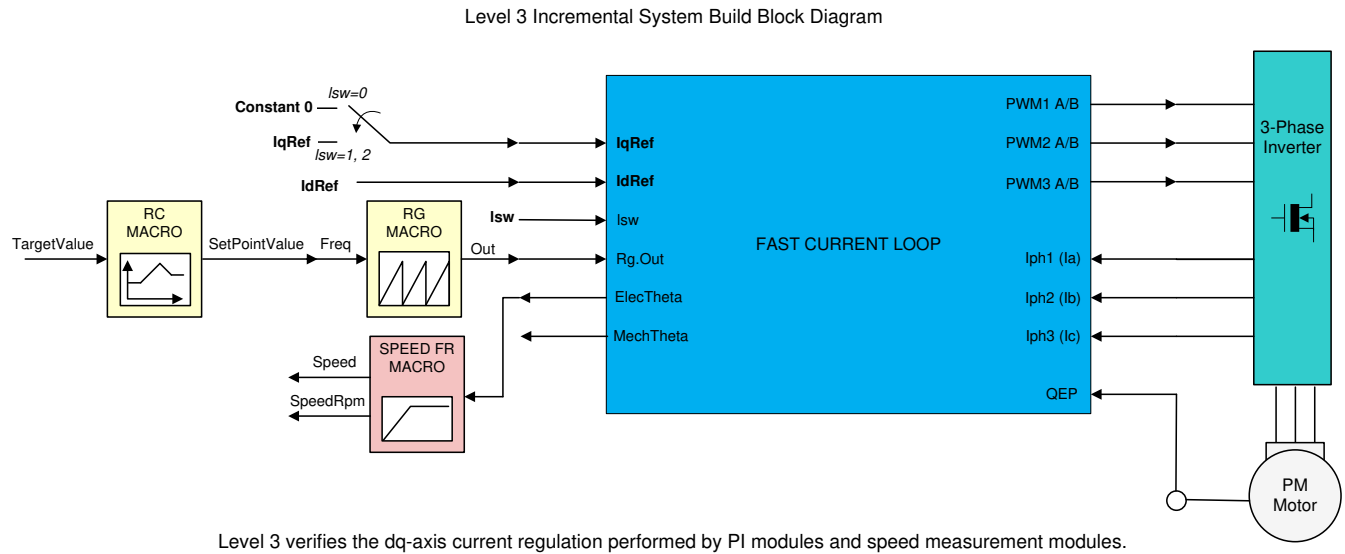 Level 3 Incremental System Build Block Diagram
Isw=0
Constant 0
IqRef
Isw=1, 2
IdRef
Isw
RC
MACRO
TargetValue
SetPointValue
Freq
RG
MACRO
Out
SPEED FR
MACRO
Speed
SpeedRpm
IqRef
IdRef
Isw
Rg.Out
ElecTheta
MechTheta
FAST CURRENT LOOP
PWM1 A/B
PWM2 A/B
PWM3 A/B
Iph1 (Ia)
Iph2 (Ib)
Iph3 (Ic)
QEP
3-Phase
Inverter
PM
Motor
Level 3 verifies the dq-axis current regulation performed by PI modules and speed measurement modules.